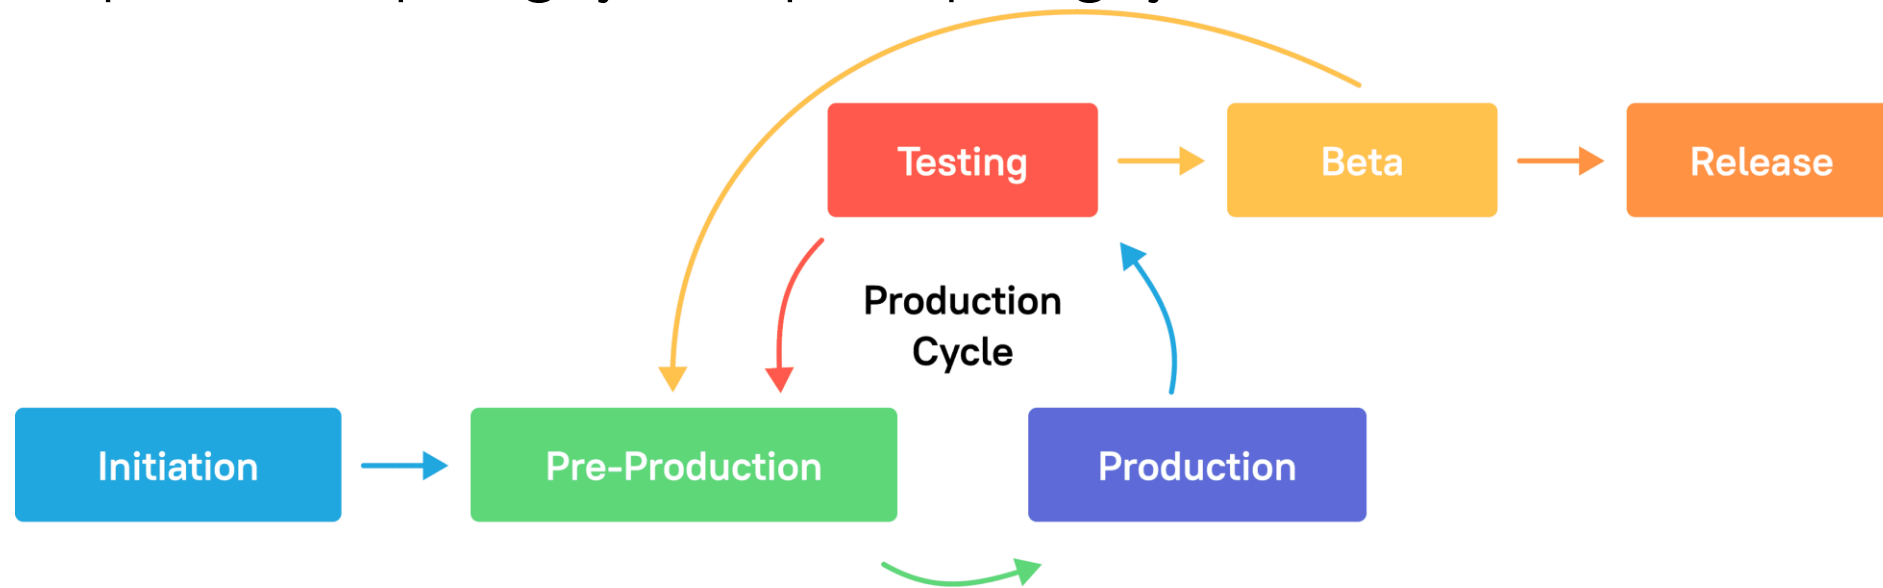 Testing
Beta
Release
Production
Cycle
Initiation
Pre-Production
Production